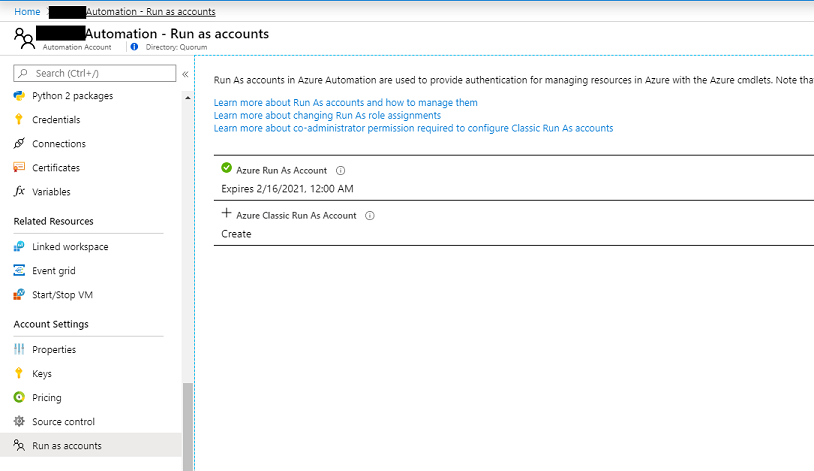 Home
Automation - Run as accounts
Automation - Run as accounts
Automation Account
Directory: Quorum
Search (Ctrl+/)
«
Python 2 packages
Credentials
Connections
Certificates
fx Variables
Related Resources
Linked workspace
Event grid
Start/Stop VM
Account Settings
Properties
Keys
Pricing
Source control
Run as accounts
Run As accounts in Azure Automation are used to provide authentication for managing resources in Azure with the Azure cmdlets. Note tha
Learn more about Run As accounts and how to manage them
Learn more about changing Run As role assignments
Learn more about co-administrator permission required to configure Classic Run As accounts
Azure Run As Account
Expires 2/16/2021, 12:00 AM
Azure Classic Run As Account
Create